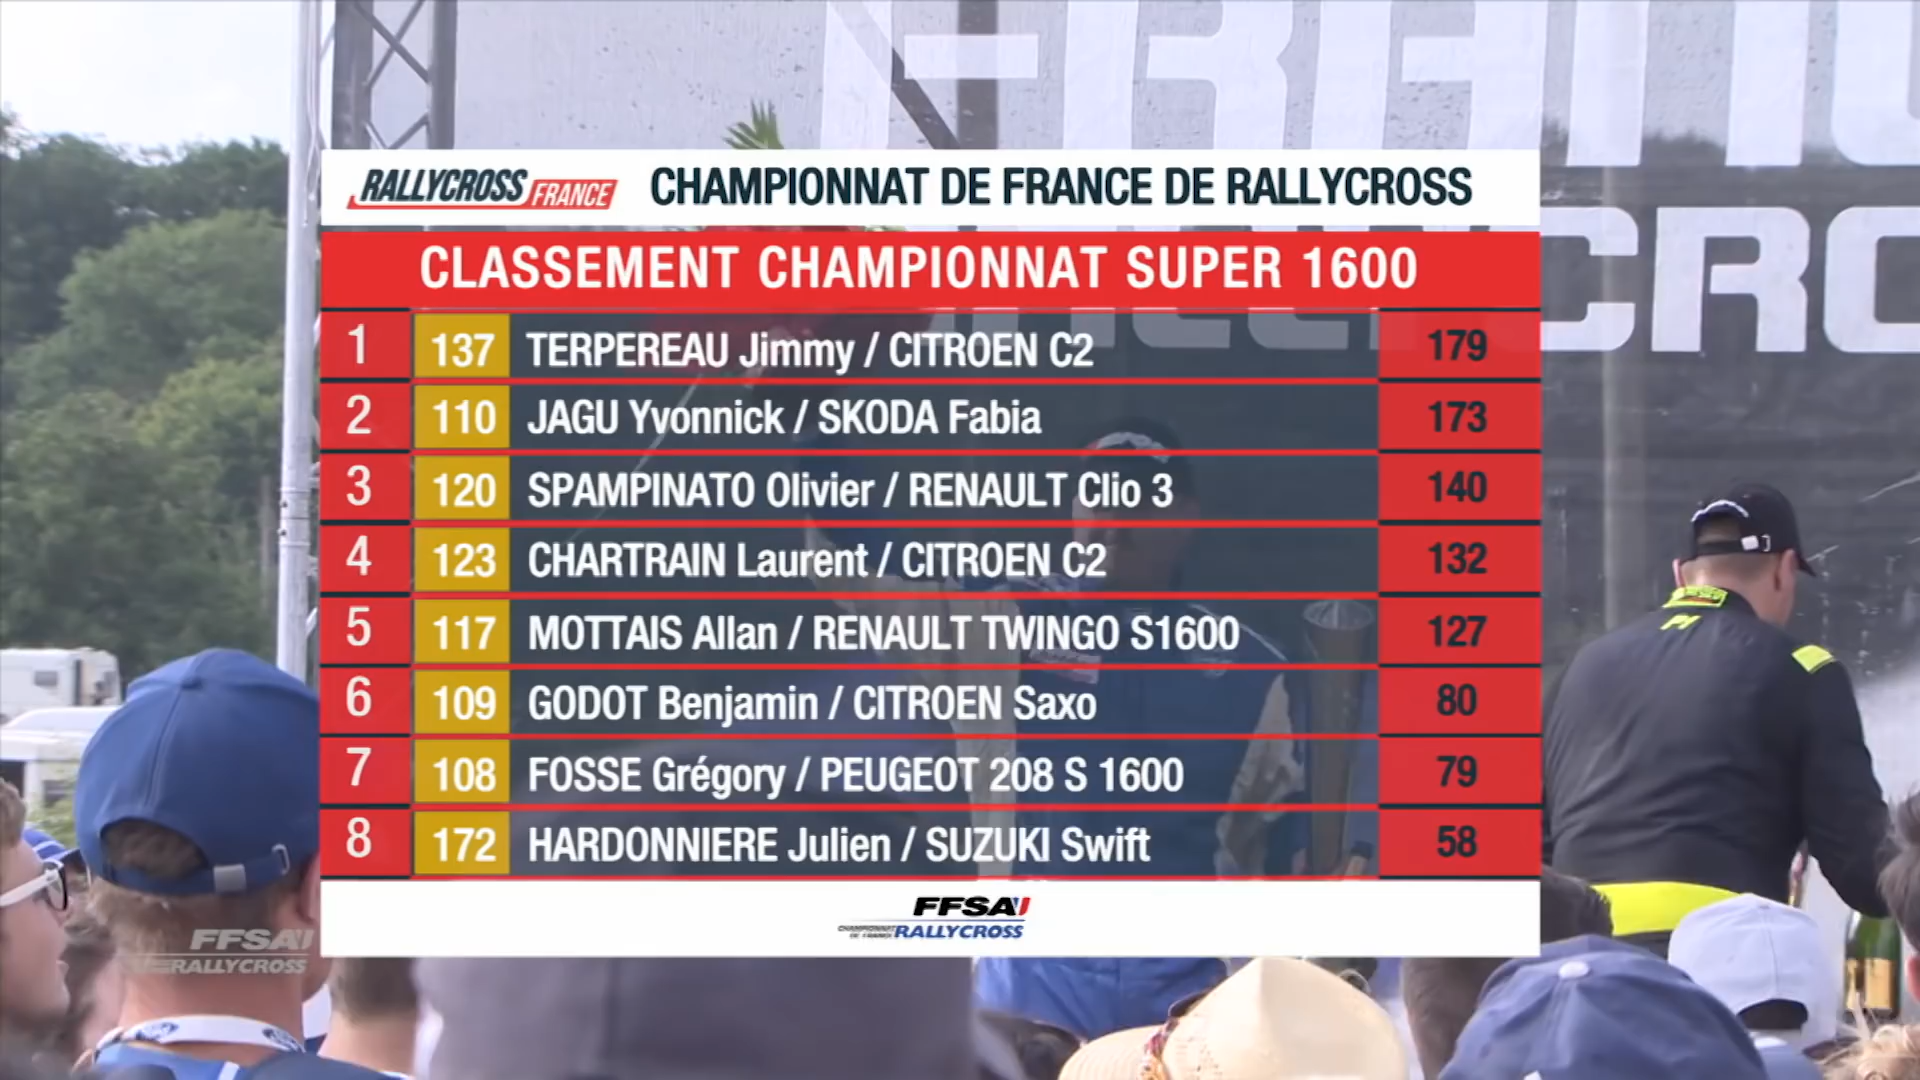 RALLYCROSS FRANCE CHAMPIONNAT DE FRANCE DE RALLYCROSS
CLASSEMENT CHAMPIONNAT SUPER 1600
1 137 TERPEREAU Jimmy / CITROEN C2 179
2 110 JAGU Yvonnick / SKODA Fabia 173
3 120 SPAMPINATO Olivier / RENAULT Clio 3 140
4 123 CHARTRAIN Laurent / CITROEN C2 132
5 117 MOTTAIS Allan / RENAULT TWINGO S1600 127
6 109 GODOT Benjamin / CITROEN Saxo 80
7 108 FOSSE Grégory / PEUGEOT 208 S 1600 79
8 172 HARDONNIERE Julien / SUZUKI Swift 58
FFSA
CHAMPIONNAT DE FRANCE RALLYCROSS
FFSA
RALLYCROSS